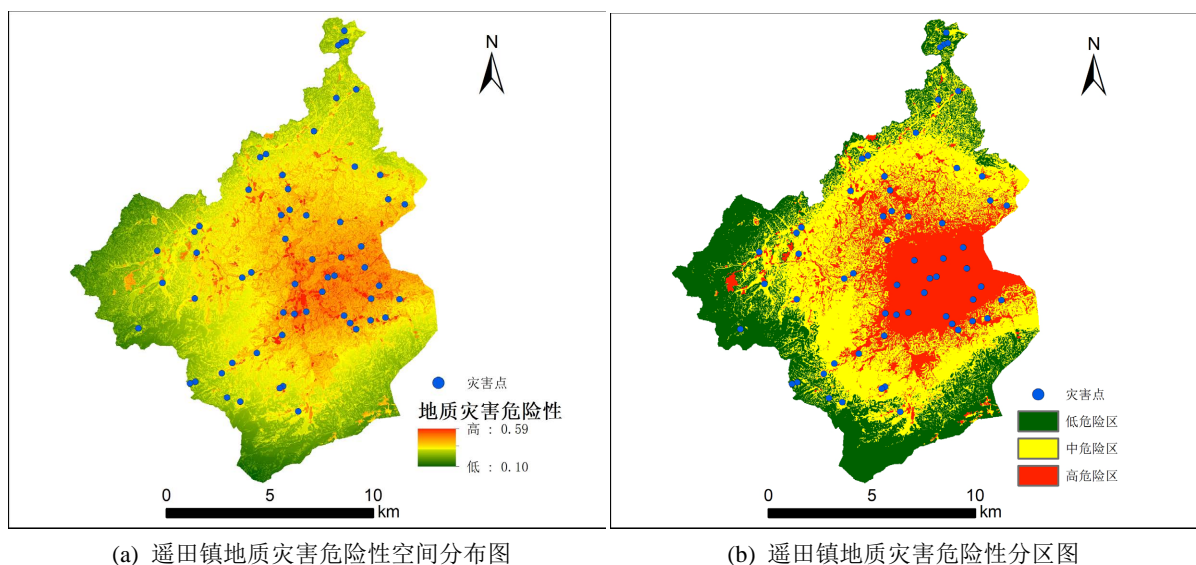 N
灾害点
地质灾害危险性
高 : 0.59
低 : 0.10
0 5 10
km
(a) 遥田镇地质灾害危险性空间分布图
N
灾害点
低危险区
中危险区
高危险区
0 5 10
km
(b) 遥田镇地质灾害危险性分区图